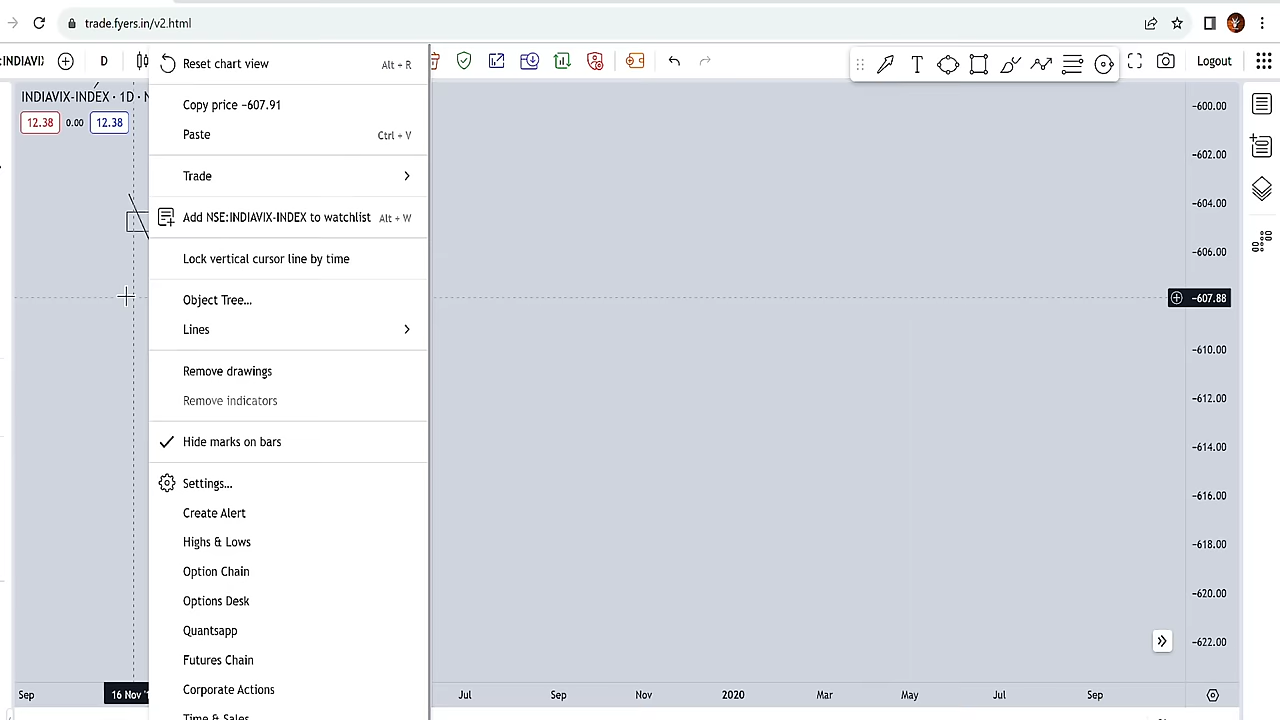 trade.fyers.in/v2.html
:INDIAVI
D
Logout
INDIAVIX-INDEX · 1D · N
12.38 0.00 12.38
Reset chart view Alt + R
Copy price −607.91
Paste Ctrl + V
Trade
Add NSE:INDIAVIX-INDEX to watchlist Alt + W
Lock vertical cursor line by time
Object Tree...
Lines
Remove drawings
Remove indicators
Hide marks on bars
Settings...
Create Alert
Highs & Lows
Option Chain
Options Desk
Quantsapp
Futures Chain
Corporate Actions
Time & Sales
−600.00
−602.00
−604.00
−606.00
−607.88
−610.00
−612.00
−614.00
−616.00
−618.00
−620.00
−622.00
Sep 16 Nov '1 Jul Sep Nov 2020 Mar May Jul Sep